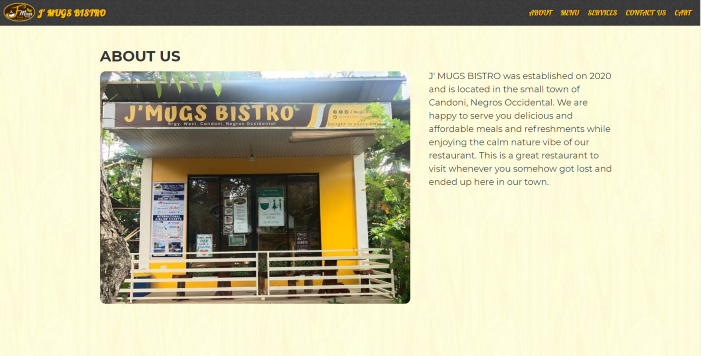 J' MUGS BISTRO
ABOUT
MENU
SERVICES
CONTACT US
CART
ABOUT US
J'MUGS BISTRO
Brgy. West, Candoni, Negros Occidental
J' MUGS BISTRO was established on 2020
and is located in the small town of
Candoni, Negros Occidental. We are
happy to serve you delicious and
affordable meals and refreshments while
enjoying the calm nature vibe of our
restaurant. This is a great restaurant to
visit whenever you somehow got lost and
ended up here in our town.